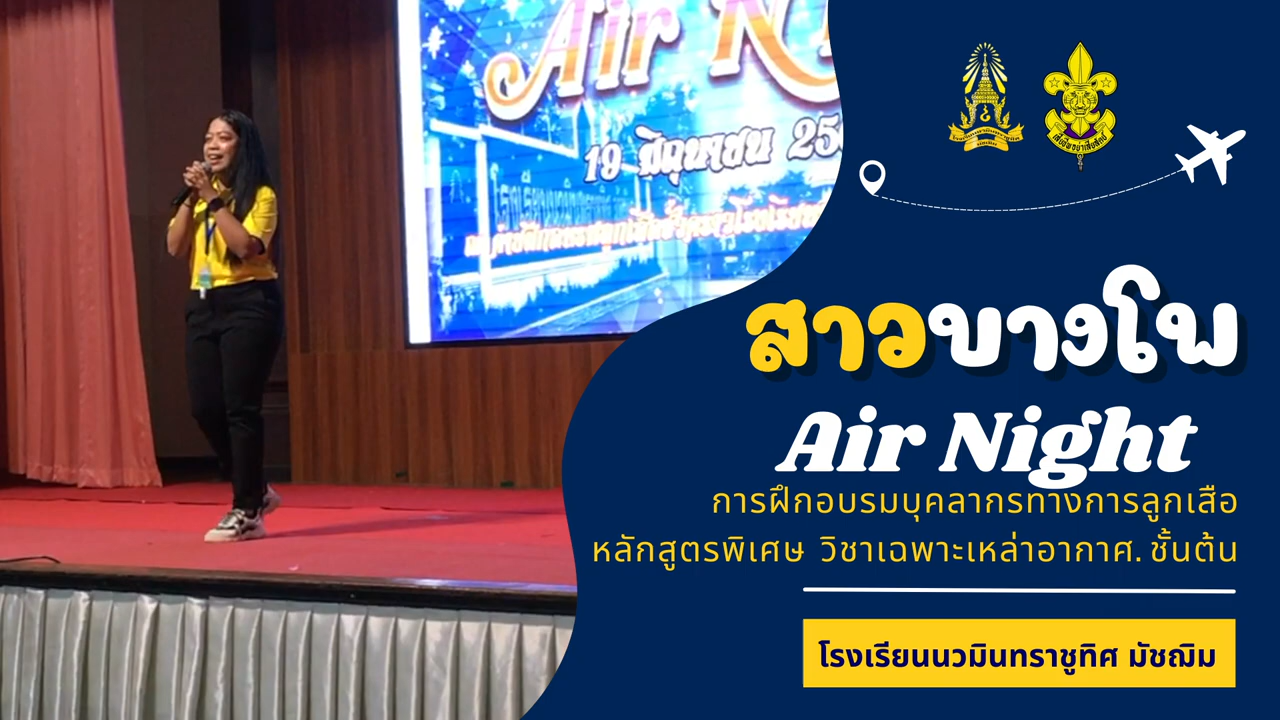 Air N
19 มิถุนายน 25
สาวบางโพ
Air Night
การฝึกอบรมบุคลากรทางการลูกเสือ
หลักสูตรพิเศษ วิชาเฉพาะเหล่าอากาศ. ชั้นต้น
โรงเรียนนวมินทราชูทิศ มัชฌิม